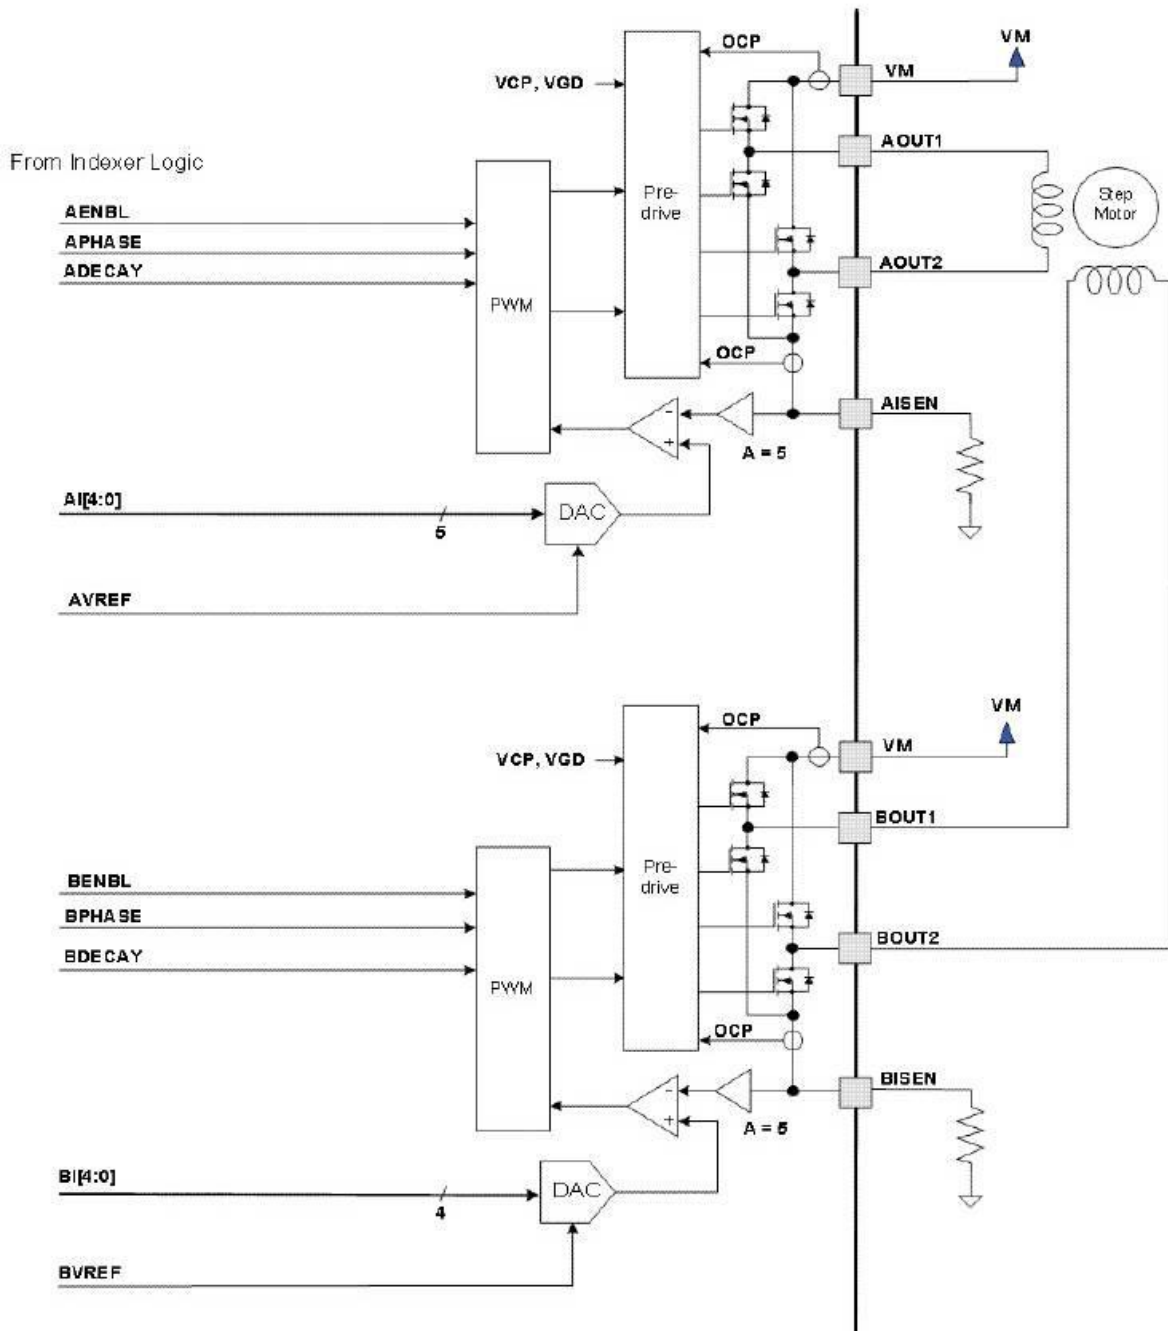 OCP
VM
VCP, VGD
VM
AOUT1
From Indexer Logic
Pre-
drive
Step
Motor
AENBL
APHASE
ADECAY
AOUT2
PWM
OCP
AISEN
-
+
A = 5
AI[4:0]
5
DAC
AVREF
OCP
VM
VCP, VGD
VM
BOUT1
Pre-
drive
BENBL
BPHASE
BDECAY
BOUT2
PWM
OCP
BISEN
-
+
A = 5
BI[4:0]
4
DAC
BVREF